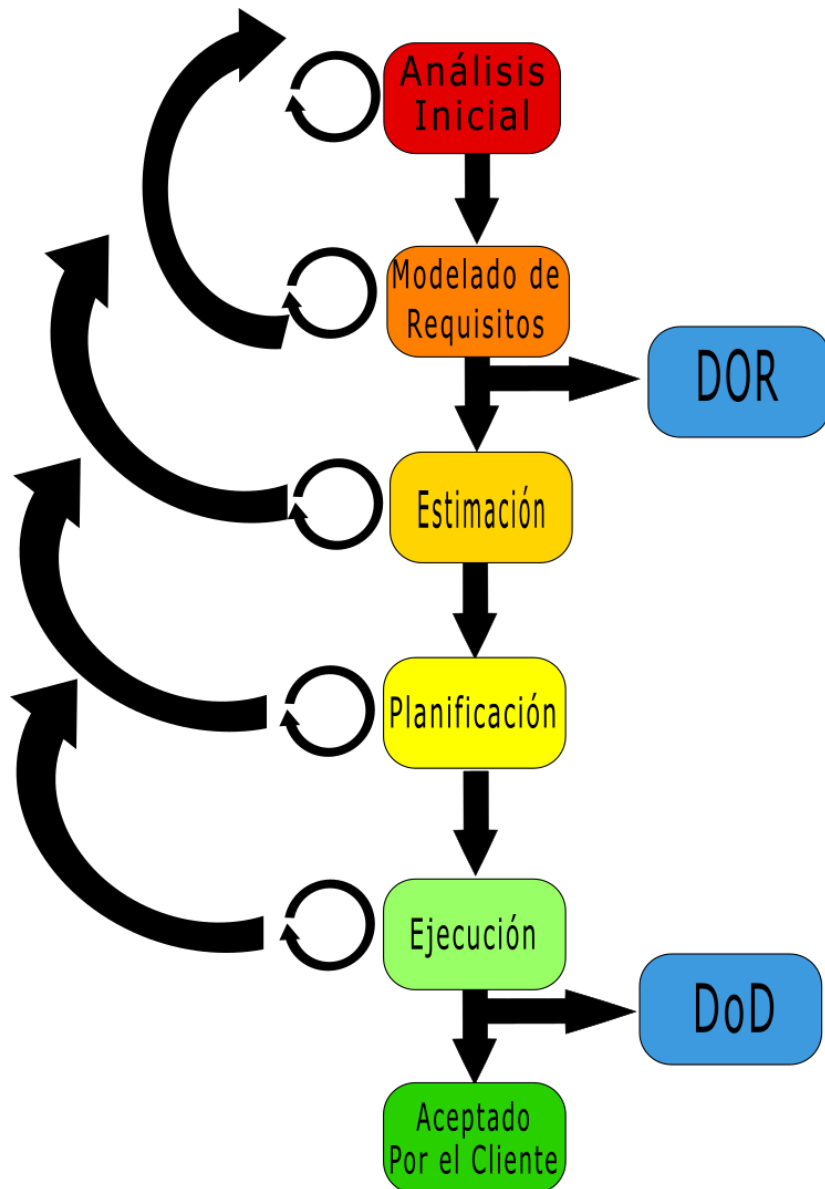 Análisis
Inicial
Modelado de
Requisitos
DOR
Estimación
Planificación
Ejecución
DoD
Aceptado
Por el Cliente